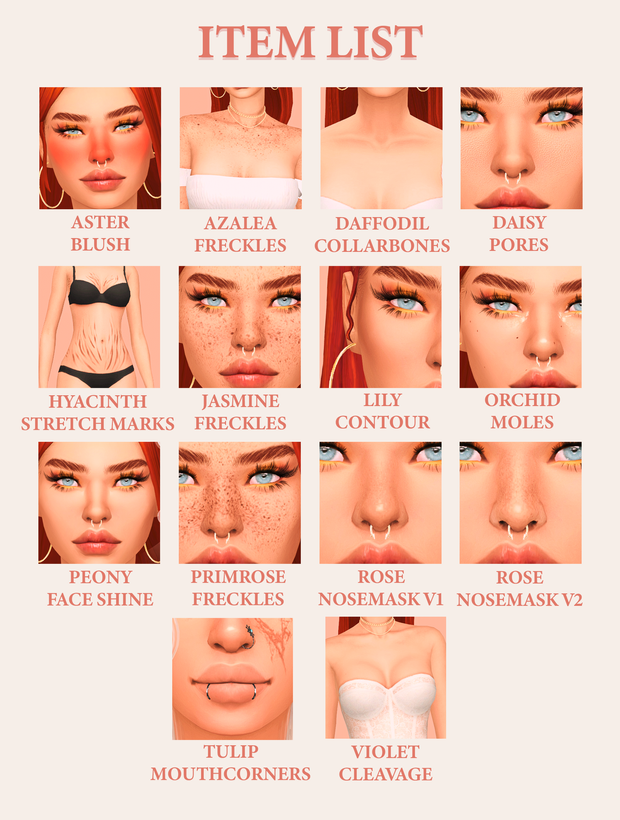 ITEM LIST
ASTER
BLUSH
AZALEA
FRECKLES
DAFFODIL
COLLARBONES
DAISY
PORES
HYACINTH
STRETCH MARKS
JASMINE
FRECKLES
LILY
CONTOUR
ORCHID
MOLES
PEONY
FACE SHINE
PRIMROSE
FRECKLES
ROSE
NOSEMASK V1
ROSE
NOSEMASK V2
TULIP
MOUTHCORNERS
VIOLET
CLEAVAGE